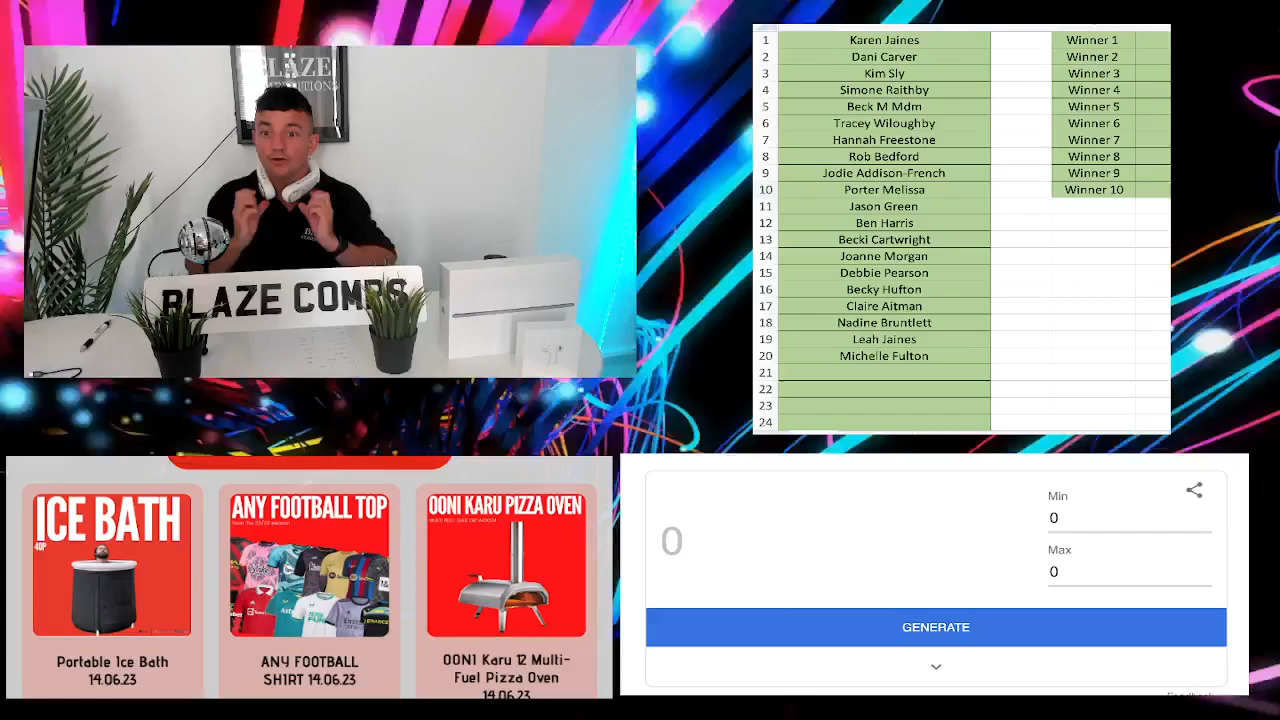 BLAZE
BLAZE COMPS
1 Karen Jaines Winner 1
2 Dani Carver Winner 2
3 Kim Sly Winner 3
4 Simone Raithby Winner 4
5 Beck M Mdm Winner 5
6 Tracey Wiloughby Winner 6
7 Hannah Freestone Winner 7
8 Rob Bedford Winner 8
9 Jodie Addison-French Winner 9
10 Porter Melissa Winner 10
11 Jason Green
12 Ben Harris
13 Becki Cartwright
14 Joanne Morgan
15 Debbie Pearson
16 Becky Hufton
17 Claire Aitman
18 Nadine Bruntlett
19 Leah Jaines
20 Michelle Fulton
21
22
23
24
ICE BATH
40P
Portable Ice Bath
14.06.23
ANY FOOTBALL TOP
ANY FOOTBALL
SHIRT 14.06.23
OONI KARU PIZZA OVEN
OONI Karu 12 Multi-
Fuel Pizza Oven
14.06.23
0
Min
0
Max
0
GENERATE